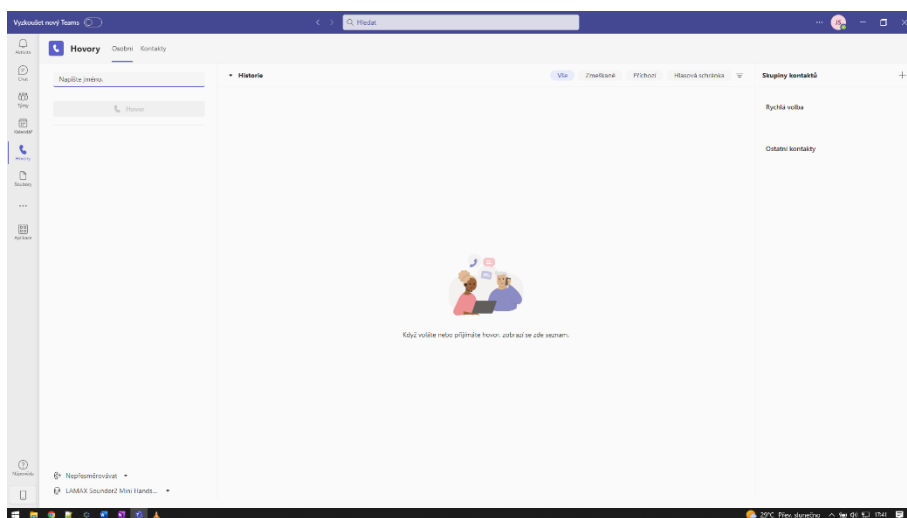 Vyzkoušet nový Teams
Hledat
JS
Aktivita
Chat
Týmy
Kalendář
Hovory
Soubory
Aplikace
Nápověda
Hovory Osobní Kontakty
Napište jméno
Hovor
Nepřesměrovávat
LAMAX Sounder2 Mini Hands...
Historie
Vše Zmeškané Příchozí Hlasová schránka
Když voláte nebo přijímáte hovor, zobrazí se zde seznam.
Skupiny kontaktů
Rychlá volba
Ostatní kontakty
29°C Přev. slunečno 17:41